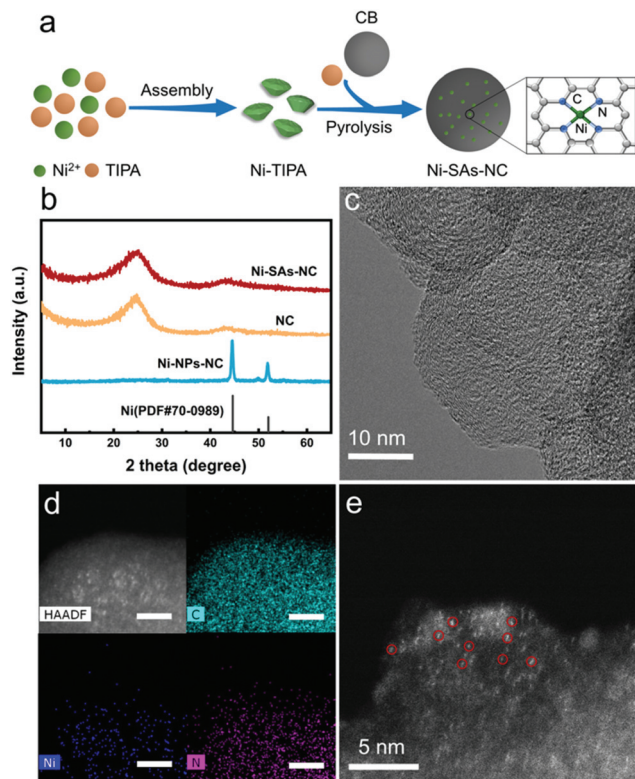 a
CB
Assembly
Pyrolysis
C
N
Ni
Ni²⁺ TIPA
Ni-TIPA
Ni-SAs-NC
b
Intensity (a.u.)
Ni-SAs-NC
NC
Ni-NPs-NC
Ni(PDF#70-0989)
10 20 30 40 50 60
2 theta (degree)
c
10 nm
d
HAADF
C
Ni
N
e
5 nm